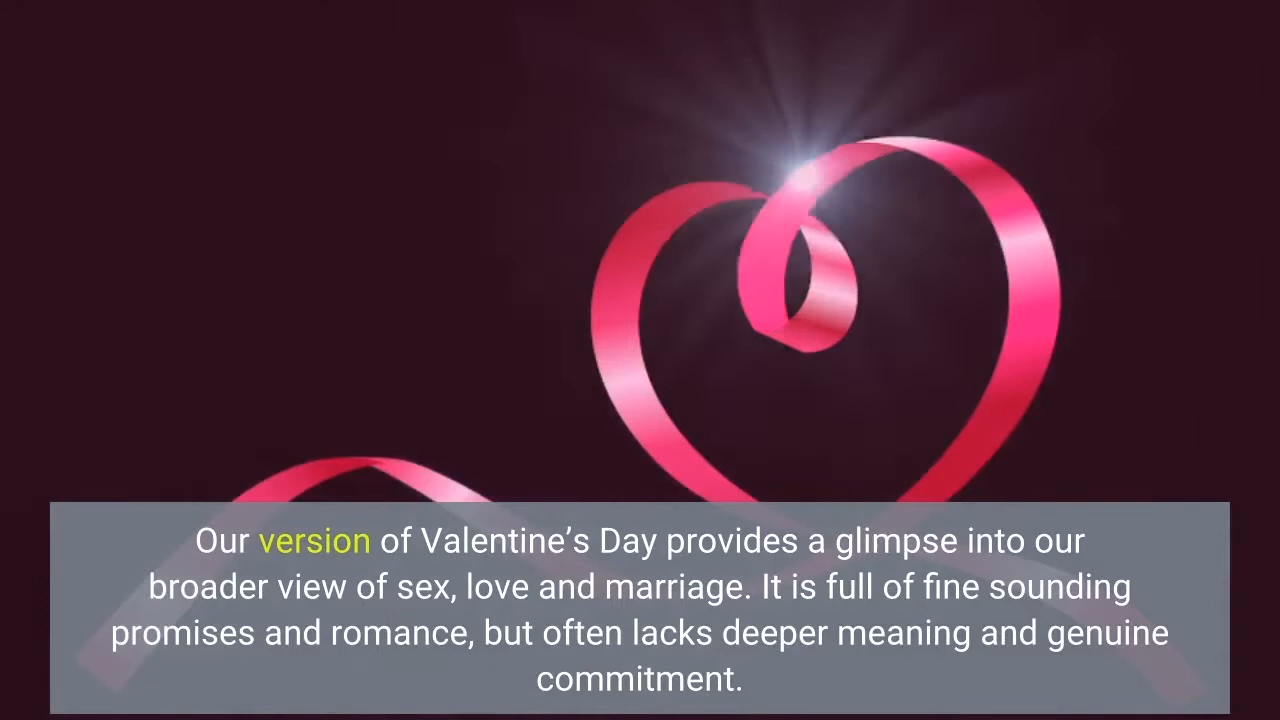 Our version of Valentine’s Day provides a glimpse into our
broader view of sex, love and marriage. It is full of fine sounding
promises and romance, but often lacks deeper meaning and genuine
commitment.